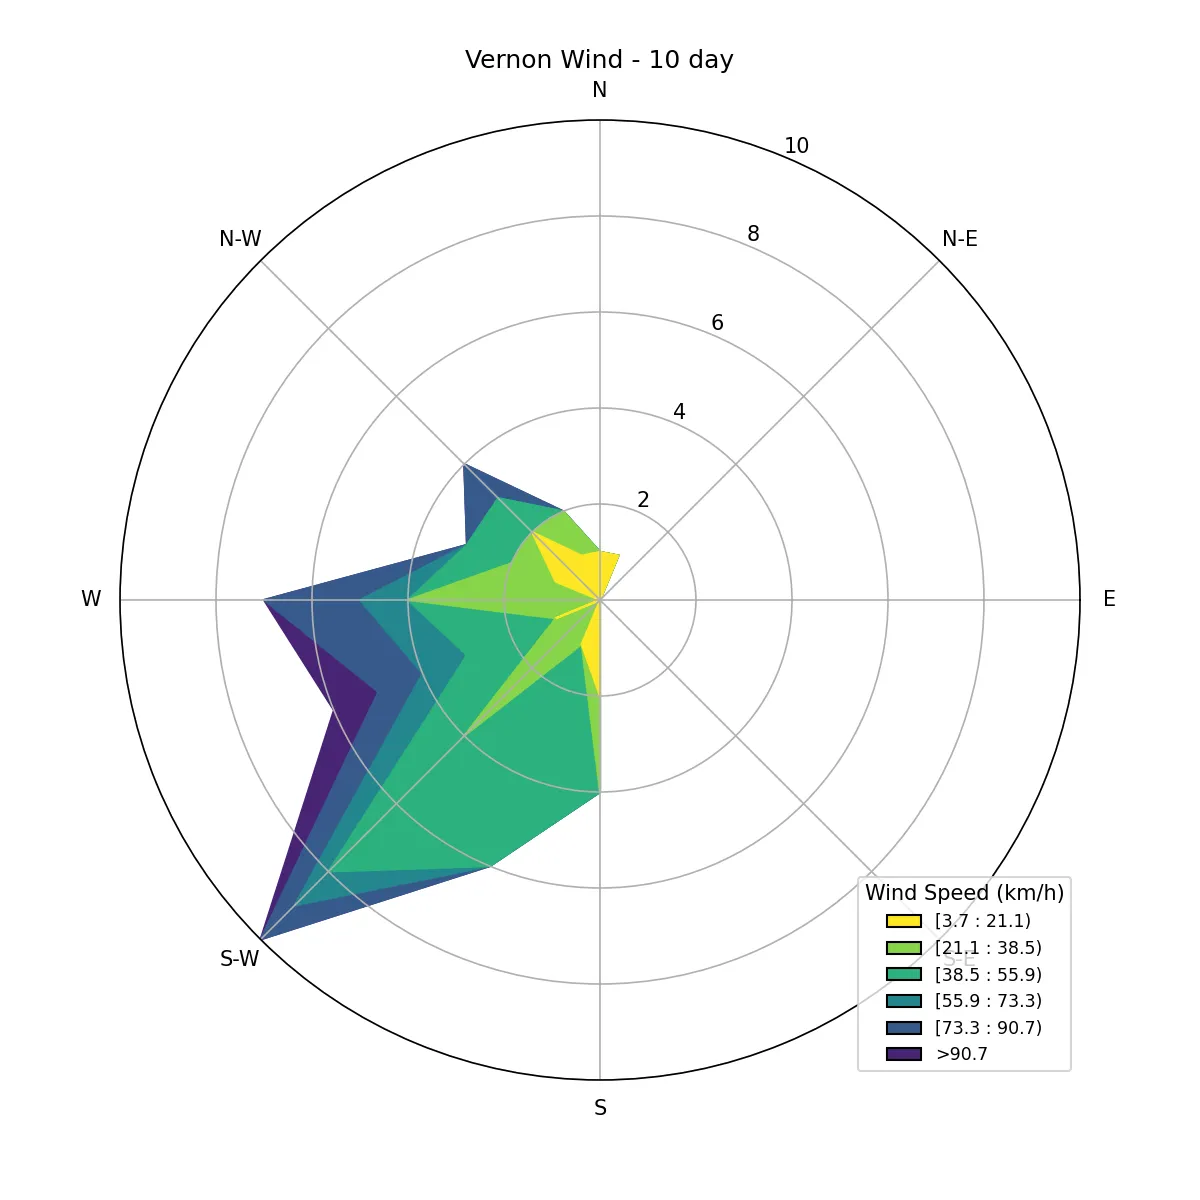 Vernon Wind - 10 day
N
10
N-W
8
N-E
6
4
2
W
E
Wind Speed (km/h)
[3.7 : 21.1)
[21.1 : 38.5)
S-W
S-E
[38.5 : 55.9)
[55.9 : 73.3)
[73.3 : 90.7)
>90.7
S